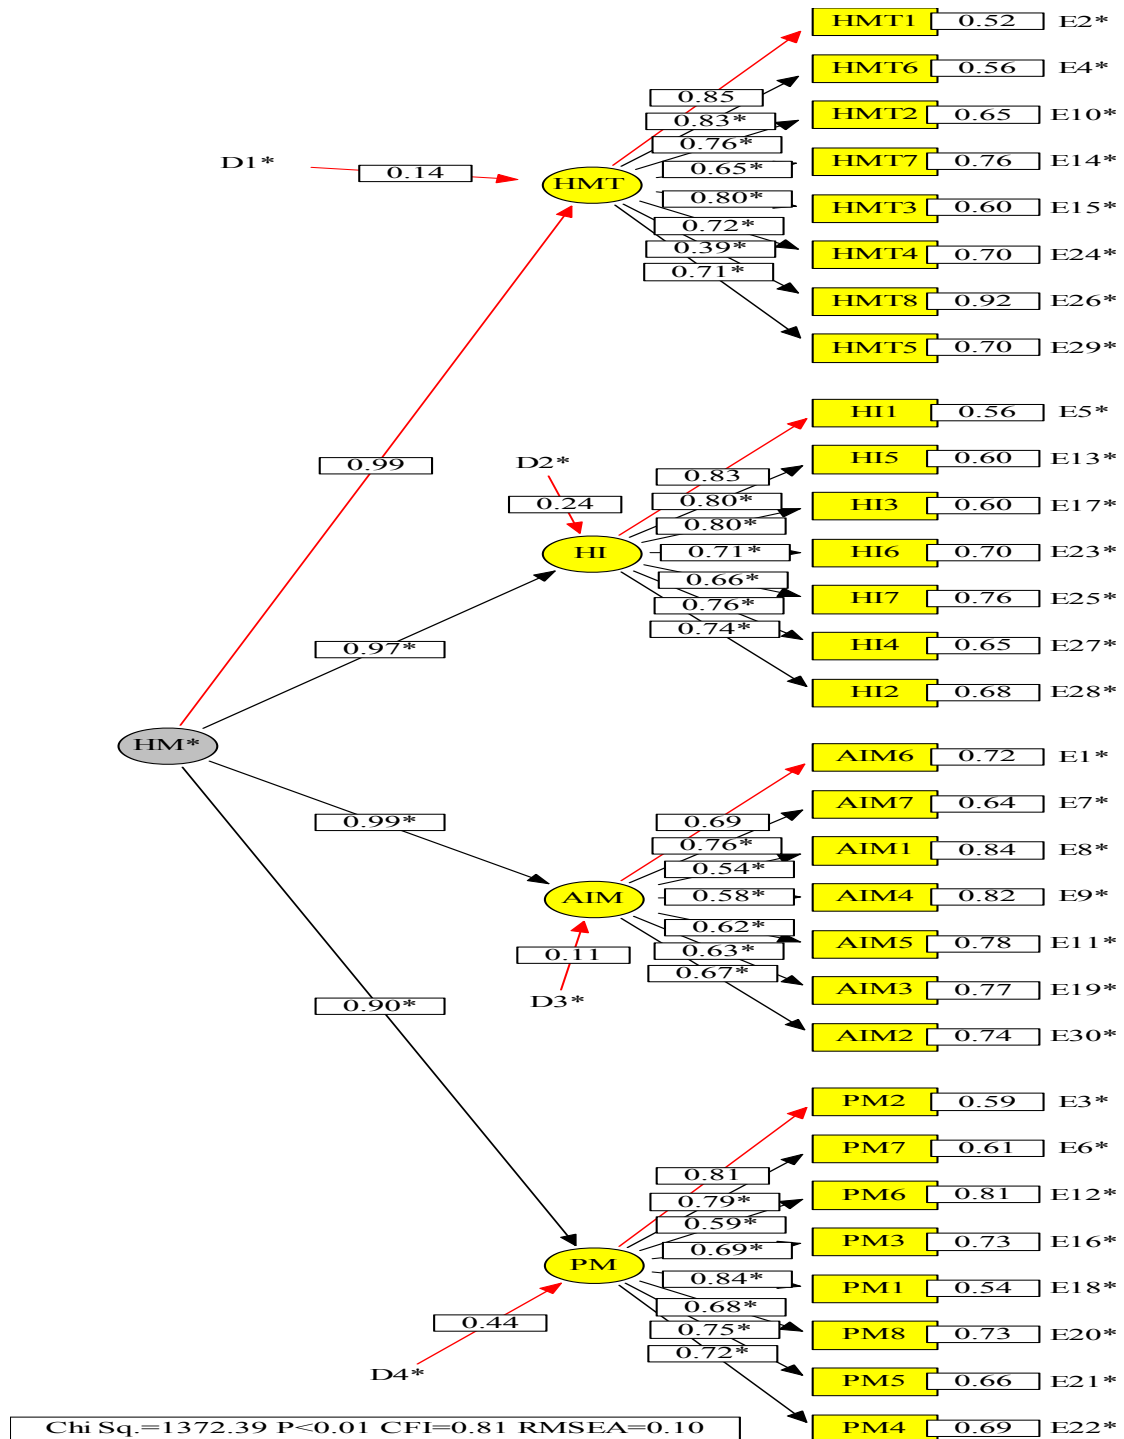 HMT1 0.52 E2*
HMT6 0.56 E4*
0.85
HMT2 0.65 E10*
0.83*
0.76*
D1* 0.14 HMT 0.65* HMT7 0.76 E14*
0.80* HMT3 0.60 E15*
0.72*
0.39* HMT4 0.70 E24*
0.71*
HMT8 0.92 E26*
HMT5 0.70 E29*
HI1 0.56 E5*
0.99 D2* HI5 0.60 E13*
0.83
0.24 0.80* HI3 0.60 E17*
0.80*
HI 0.71* HI6 0.70 E23*
0.66*
0.76* HI7 0.76 E25*
0.74*
0.97* HI4 0.65 E27*
HI2 0.68 E28*
HM*
AIM6 0.72 E1*
AIM7 0.64 E7*
0.99* 0.69
0.76* AIM1 0.84 E8*
0.54*
AIM 0.58* AIM4 0.82 E9*
0.62*
0.11 0.63* AIM5 0.78 E11*
0.67*
D3* AIM3 0.77 E19*
0.90*
AIM2 0.74 E30*
PM2 0.59 E3*
PM7 0.61 E6*
0.81
0.79* PM6 0.81 E12*
0.59*
0.69* PM3 0.73 E16*
PM
0.84* PM1 0.54 E18*
0.68*
0.44 0.75* PM8 0.73 E20*
0.72*
D4* PM5 0.66 E21*
PM4 0.69 E22*
Chi Sq.=1372.39 P<0.01 CFI=0.81 RMSEA=0.10